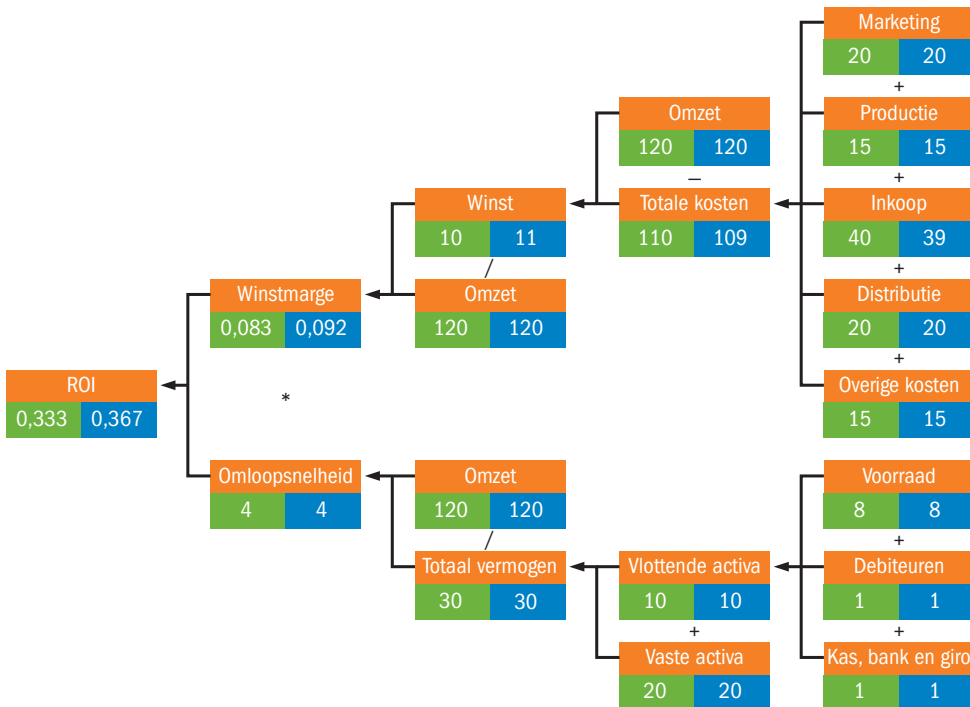 Marketing
20 20
+
Productie
15 15
+
Inkoop
40 39
+
Distributie
20 20
+
Overige kosten
15 15
Omzet
120 120
–
Totale kosten
110 109
Winst
10 11
/
Omzet
120 120
Winstmarge
0,083 0,092
*
ROI
0,333 0,367
Omloopsnelheid
4 4
Omzet
120 120
/
Totaal vermogen
30 30
Vlottende activa
10 10
+
Vaste activa
20 20
Voorraad
8 8
+
Debiteuren
1 1
+
Kas, bank en giro
1 1